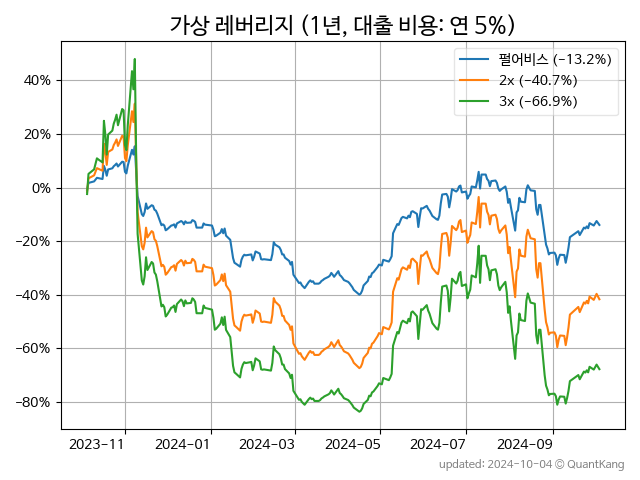 가상 레버리지 (1년, 대출 비용: 연 5%)
펄어비스 (−13.2%)
2x (−40.7%)
3x (−66.9%)
40%
20%
0%
−20%
−40%
−60%
−80%
2023-11
2024-01
2024-03
2024-05
2024-07
2024-09
updated: 2024-10-04 © QuantKang